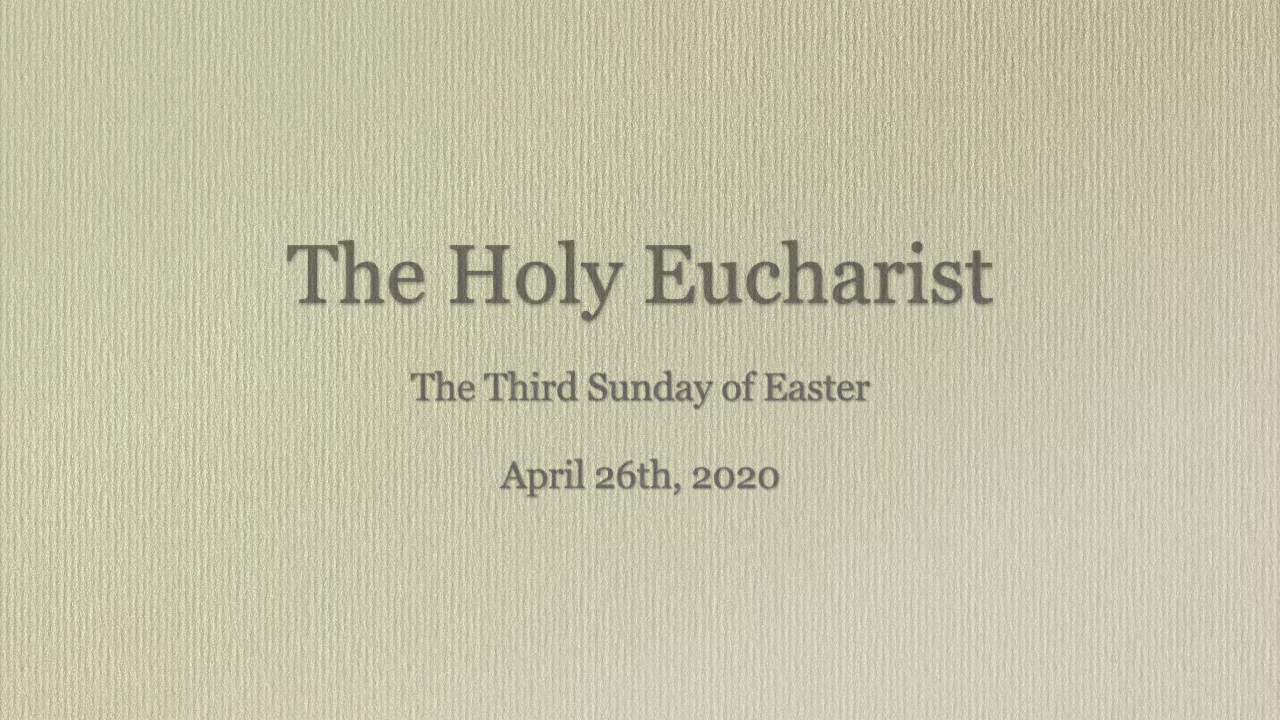 The Holy Eucharist
The Third Sunday of Easter
April 26th, 2020